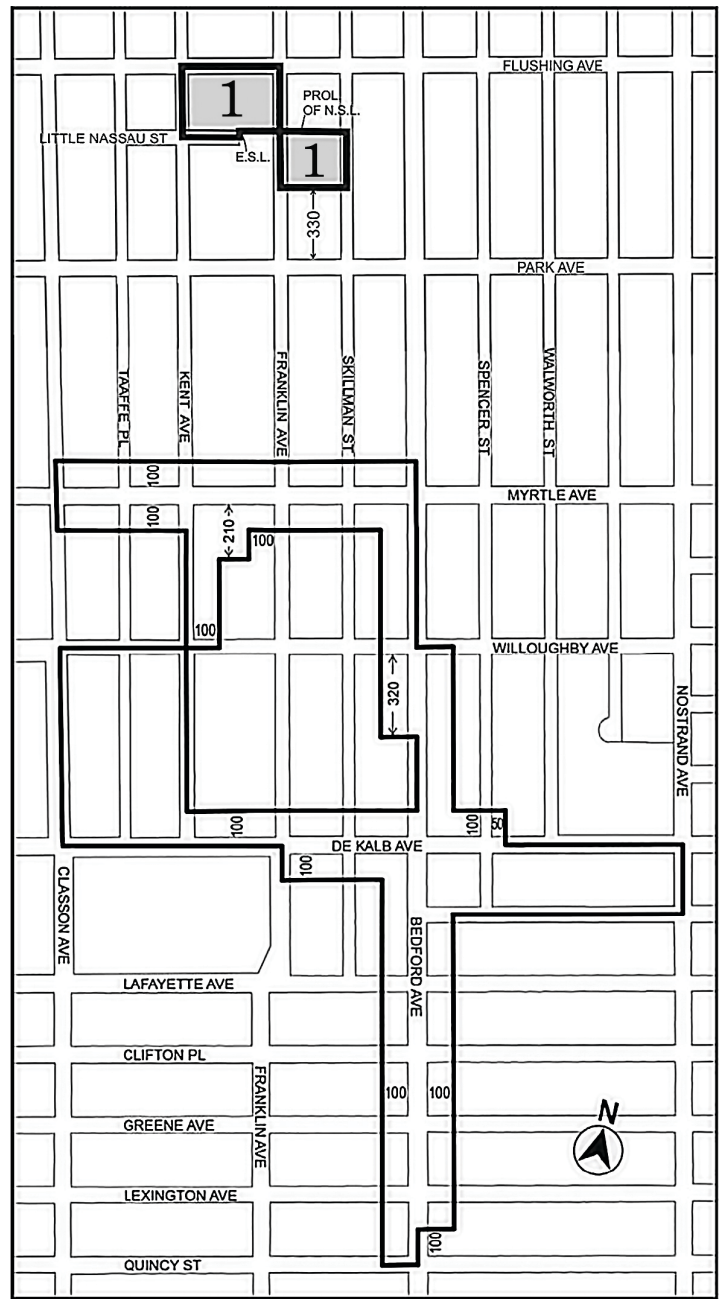 FLUSHING AVE
1
PROL.
OF N.S.L.
LITTLE NASSAU ST
E.S.L.
1
330
PARK AVE
TAAFFE PL
KENT AVE
FRANKLIN AVE
SKILLMAN ST
SPENCER ST
WALWORTH ST
100
MYRTLE AVE
100
210
100
100
WILLOUGHBY AVE
320
NOSTRAND AVE
100
100
50
DE KALB AVE
100
CLASSON AVE
BEDFORD AVE
LAFAYETTE AVE
CLIFTON PL
FRANKLIN AVE
100
100
GREENE AVE
N
LEXINGTON AVE
100
QUINCY ST